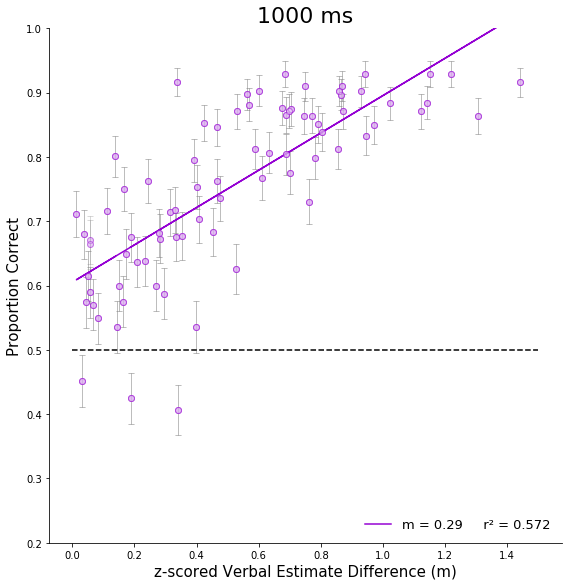 1000 ms
1.0
0.9
0.8
0.7
0.6
0.5
0.4
0.3
0.2
Proportion Correct
m = 0.29 r² = 0.572
0.0 0.2 0.4 0.6 0.8 1.0 1.2 1.4
z-scored Verbal Estimate Difference (m)